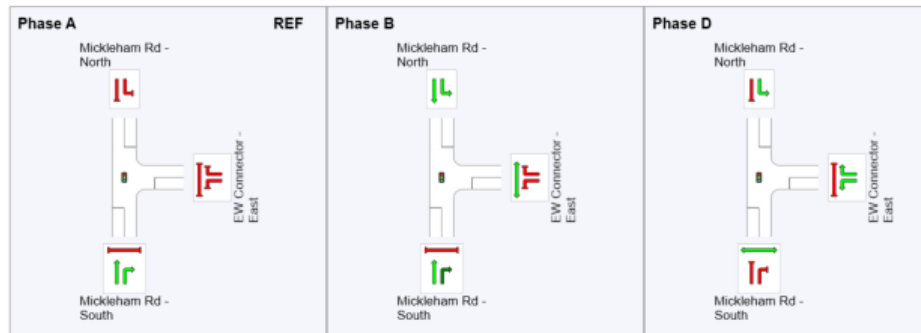 Phase A
REF
Mickleham Rd -
North
EW Connector -
East
Mickleham Rd -
South
Phase B
Mickleham Rd -
North
EW Connector -
East
Mickleham Rd -
South
Phase D
Mickleham Rd -
North
EW Connector -
East
Mickleham Rd -
South